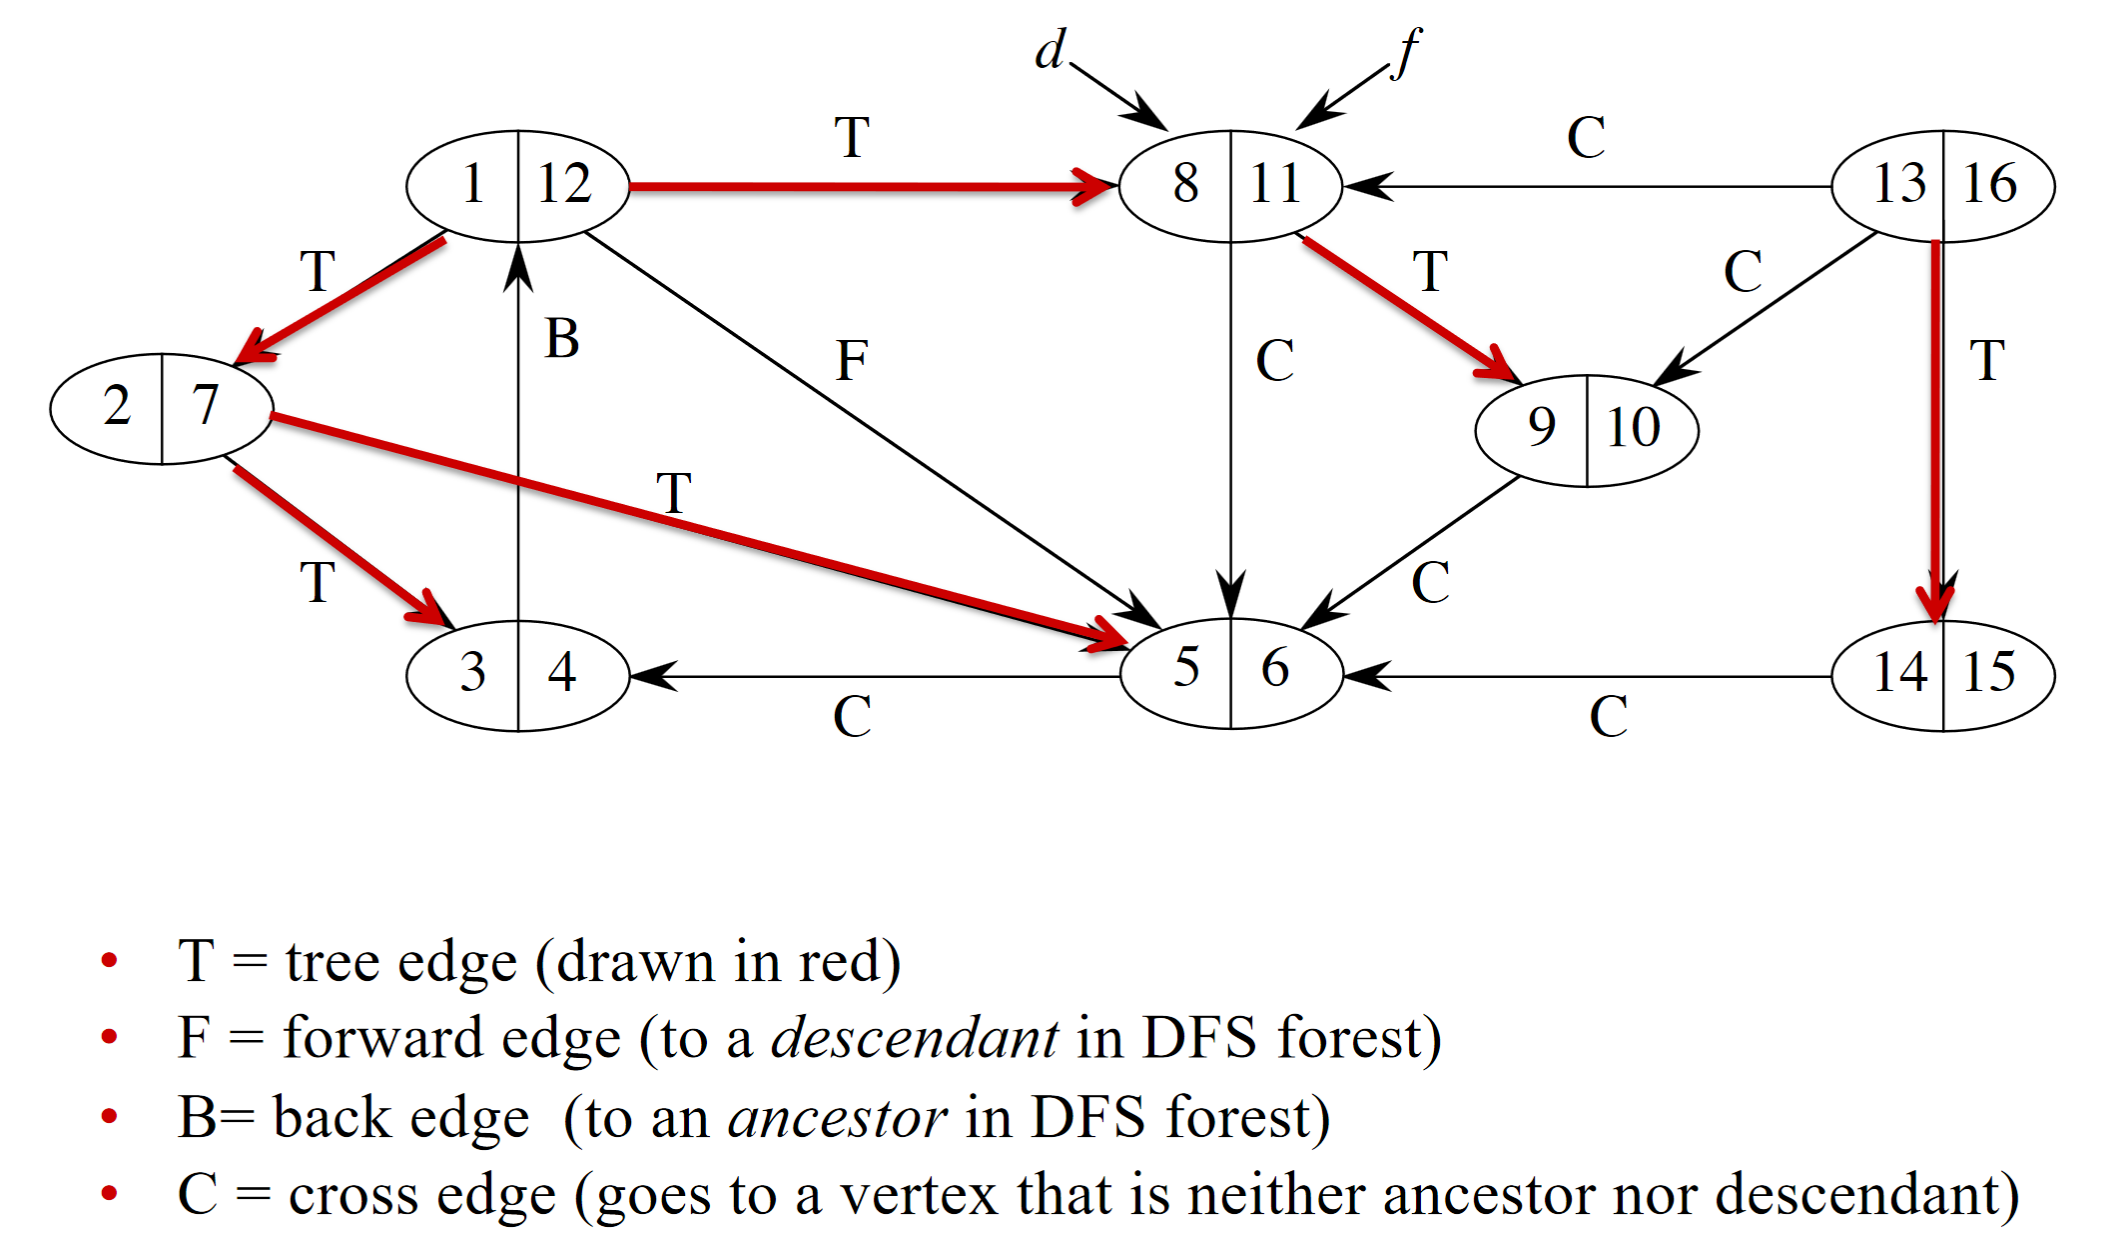 d f
T C
1 12 8 11 13 16
T T C
B F C T
2 7 9 10
T
T C
3 4 5 6 14 15
C C
• T = tree edge (drawn in red)
• F = forward edge (to a descendant in DFS forest)
• B= back edge (to an ancestor in DFS forest)
• C = cross edge (goes to a vertex that is neither ancestor nor descendant)